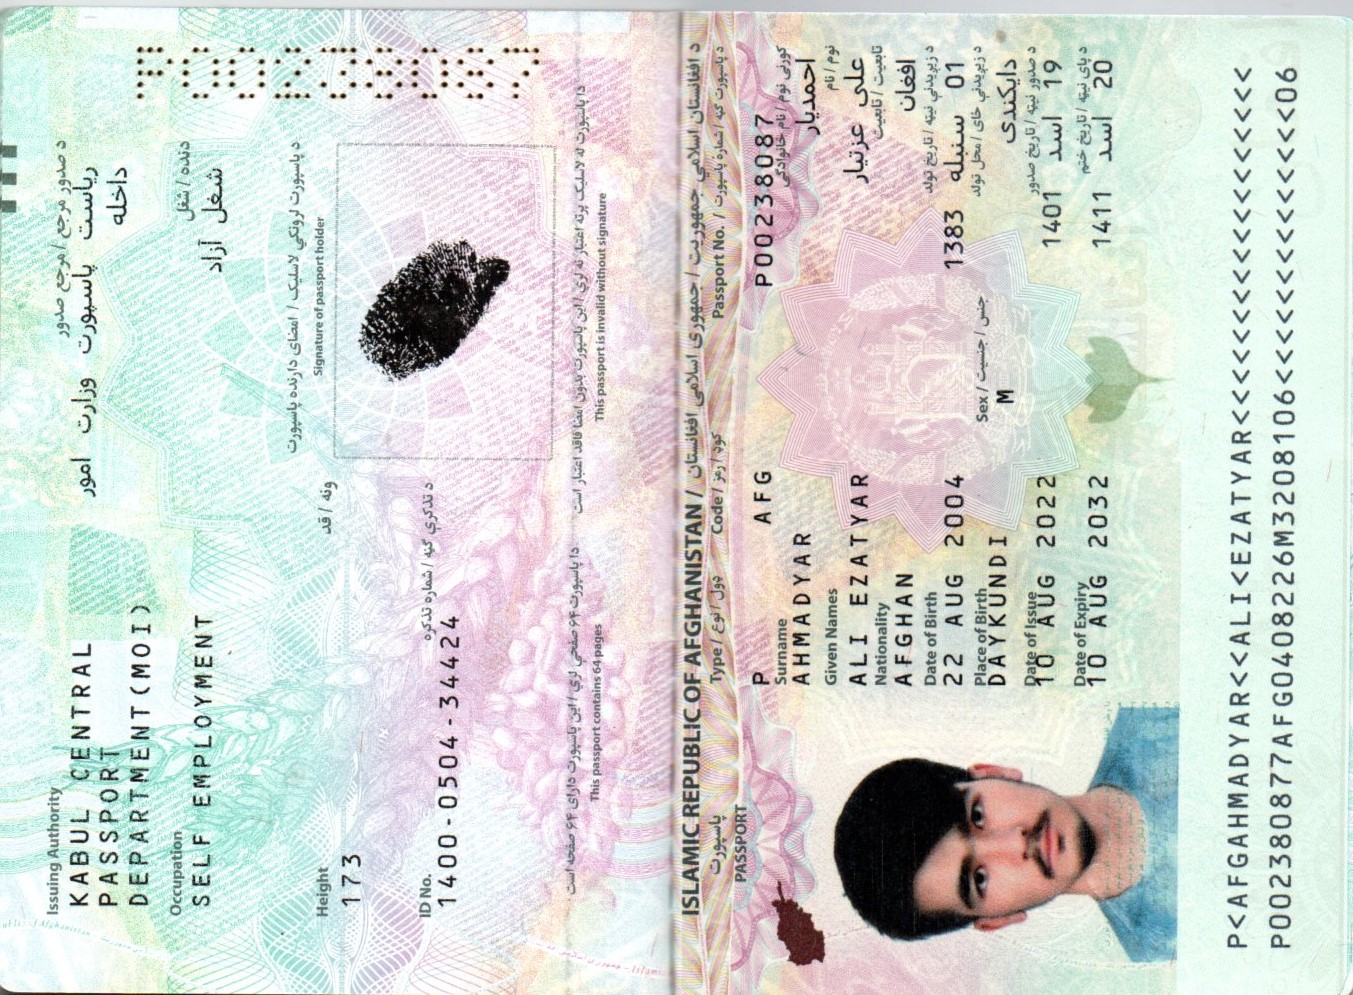 Issuing Authority
د صدور مرجع / مرجع صدور
KABUL CENTRAL
PASSPORT
DEPARTMENT(MOI)
ریاست پاسپورت وزارت امور
داخله
Occupation
دنده / شغل
SELF EMPLOYMENT
شغل آزاد
د پاسپورت لرونکي لاسلیک / امضای دارنده پاسپورت
Signature of passport holder
Height
ونه / قد
173
ID No.
د تذکرې ګڼه / شماره تذکره
1400-0504-34424
دا پاسپورت ۶۴ صفحې لري / این پاسپورت دارای ۶۴ صفحه است
This passport contains 64 pages
دا پاسپورت له لاسلیک پرته اعتبار نه لري / این پاسپورت بدون امضا فاقد اعتبار است
This passport is invalid without signature
P00238087
ISLAMIC REPUBLIC OF AFGHANISTAN / د افغانستان اسلامي جمهوریت / جمهوری اسلامی افغانستان
پاسپورت
PASSPORT
Type / ډول / نوع
Code / کوډ / رمز
Passport No. / د پاسپورت ګڼه / شماره پاسپورت
P
AFG
P00238087
Surname
کورنی نوم / نام خانوادگی
AHMADYAR
احمدیار
Given Names
نوم / نام
ALI EZATYAR
علی عزتیار
Nationality
تابعیت / تابعیت
AFGHAN
افغان
Date of Birth
د زیږیدنې نیټه / تاریخ تولد
22 AUG 2004
01 سنبله 1383
Place of Birth
Sex / جنس / جنسیت
د زیږیدنې ځای / محل تولد
DAYKUNDI
M
دایکندی
Date of Issue
د صدور نیټه / تاریخ صدور
10 AUG 2022
19 اسد 1401
Date of Expiry
د پای نیټه / تاریخ ختم
10 AUG 2032
20 اسد 1411
P<AFGAHMADYAR<<ALI<EZATYAR<<<<<<<<<<<<<<<<<<
P002380877AFG0408226M3208106<<<<<<<<<<<<<<06